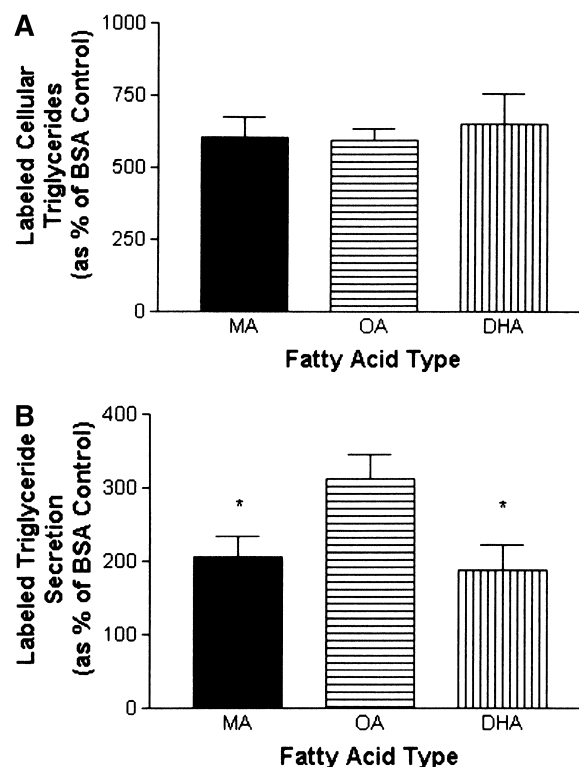 A
Labeled Cellular
Triglycerides
(as % of BSA Control)
1000
750
500
250
0
MA OA DHA
Fatty Acid Type
B
Labeled Triglyceride
Secretion
(as % of BSA Control)
400
300
200
100
0
* *
MA OA DHA
Fatty Acid Type